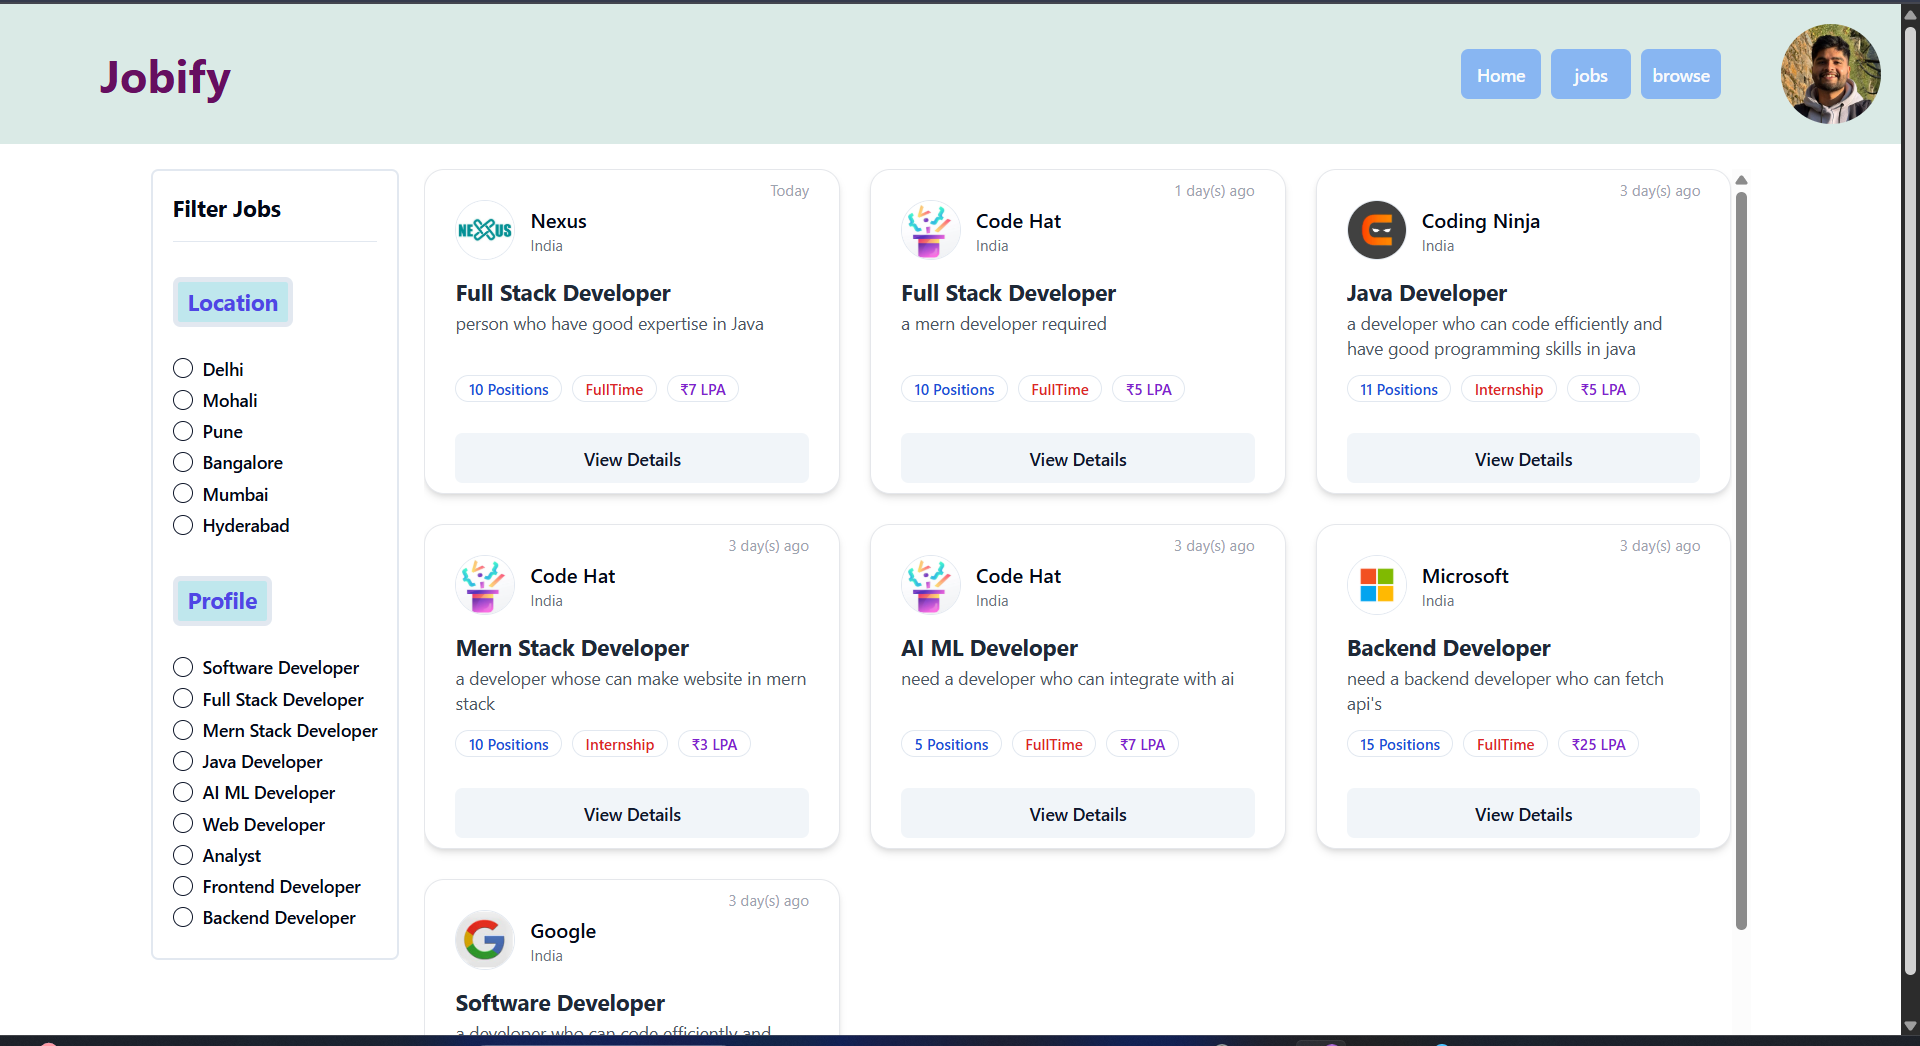 Jobify
Home
jobs
browse
Filter Jobs
Location
Delhi
Mohali
Pune
Bangalore
Mumbai
Hyderabad
Profile
Software Developer
Full Stack Developer
Mern Stack Developer
Java Developer
AI ML Developer
Web Developer
Analyst
Frontend Developer
Backend Developer
Today
NEXUS
Nexus
India
Full Stack Developer
person who have good expertise in Java
10 Positions
FullTime
₹7 LPA
View Details
1 day(s) ago
Code Hat
India
Full Stack Developer
a mern developer required
10 Positions
FullTime
₹5 LPA
View Details
3 day(s) ago
Coding Ninja
India
Java Developer
a developer who can code efficiently and
have good programming skills in java
11 Positions
Internship
₹5 LPA
View Details
3 day(s) ago
Code Hat
India
Mern Stack Developer
a developer whose can make website in mern
stack
10 Positions
Internship
₹3 LPA
View Details
3 day(s) ago
Code Hat
India
AI ML Developer
need a developer who can integrate with ai
5 Positions
FullTime
₹7 LPA
View Details
3 day(s) ago
Microsoft
India
Backend Developer
need a backend developer who can fetch
api's
15 Positions
FullTime
₹25 LPA
View Details
3 day(s) ago
G
Google
India
Software Developer
a developer who can code efficiently and